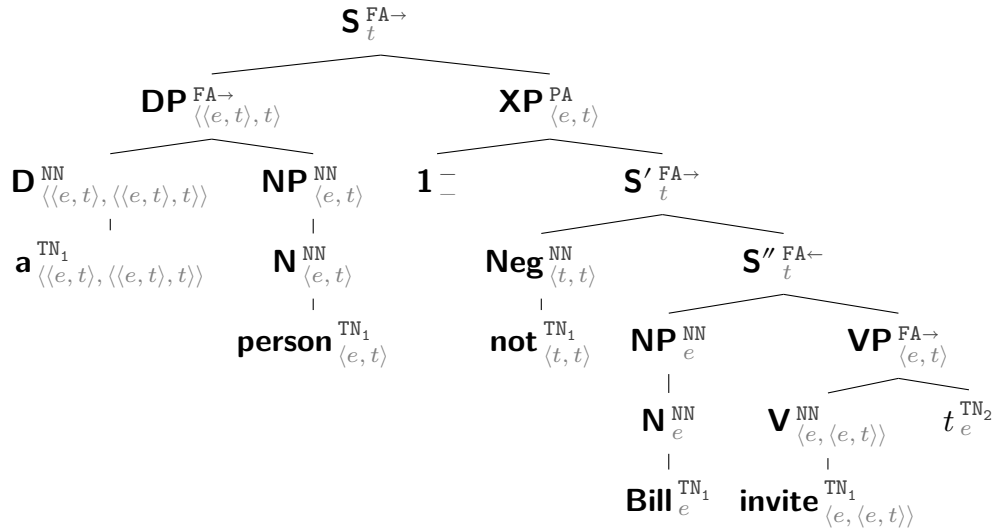 S FA→ t
DP FA→ ⟨⟨e, t⟩, t⟩ XP PA ⟨e, t⟩
D NN ⟨⟨e, t⟩, ⟨⟨e, t⟩, t⟩⟩ NP NN ⟨e, t⟩ 1 – – S′ FA→ t
a TN₁ ⟨⟨e, t⟩, ⟨⟨e, t⟩, t⟩⟩ N NN ⟨e, t⟩ Neg NN ⟨t, t⟩ S″ FA← t
person TN₁ ⟨e, t⟩ not TN₁ ⟨t, t⟩ NP NN e VP FA→ ⟨e, t⟩
N NN e V NN ⟨e, ⟨e, t⟩⟩ t TN₂ e
Bill TN₁ e invite TN₁ ⟨e, ⟨e, t⟩⟩